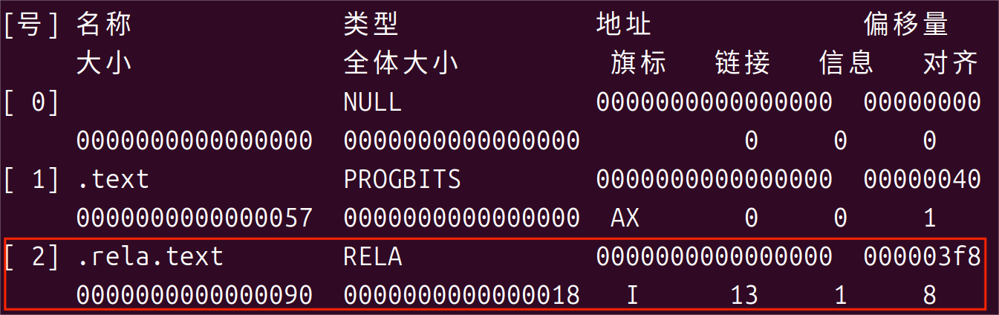 [号] 名称 类型 地址 偏移量
大小 全体大小 旗标 链接 信息 对齐
[ 0] NULL 0000000000000000 00000000
0000000000000000 0000000000000000 0 0 0
[ 1] .text PROGBITS 0000000000000000 00000040
0000000000000057 0000000000000000 AX 0 0 1
[ 2] .rela.text RELA 0000000000000000 000003f8
0000000000000090 0000000000000018 I 13 1 8